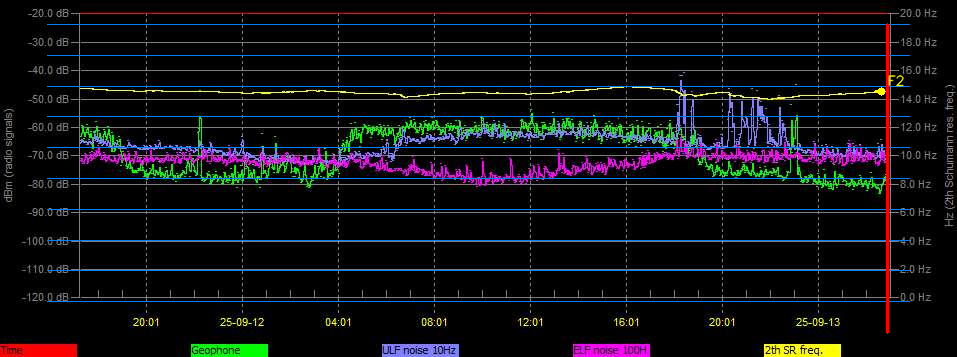 -20.0 dB 20.0 Hz
-30.0 dB 18.0 Hz
-40.0 dB 16.0 Hz
F2
-50.0 dB 14.0 Hz
-60.0 dB 12.0 Hz
-70.0 dB 10.0 Hz
-80.0 dB 8.0 Hz
-90.0 dB 6.0 Hz
-100.0 dB 4.0 Hz
-110.0 dB 2.0 Hz
-120.0 dB 0.0 Hz
dBm (radio signals)
Hz (2th Schumann res. freq.)
20:01 25-09-12 04:01 08:01 12:01 16:01 20:01 25-09-13
Time Geophone ULF noise 10Hz ELF noise 100H 2th SR freq.